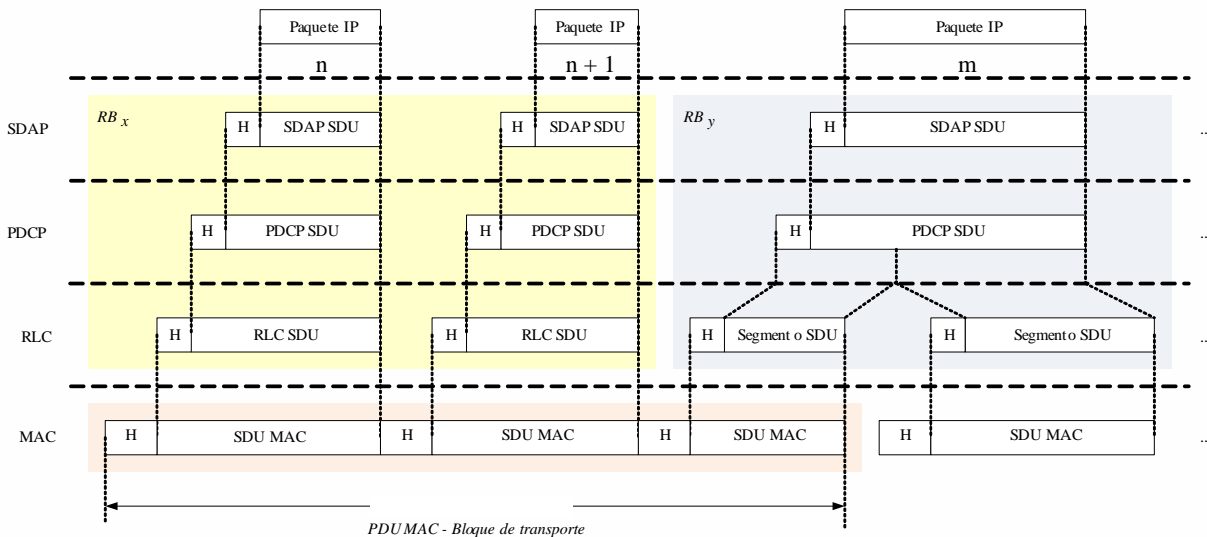 Paquete IP Paquete IP Paquete IP
n n + 1 m
RB x RB y
SDAP H SDAP SDU H SDAP SDU H SDAP SDU ...
PDCP H PDCP SDU H PDCP SDU H PDCP SDU ...
RLC H RLC SDU H RLC SDU H Segmento SDU H Segmento SDU ...
MAC H SDU MAC H SDU MAC H SDU MAC H SDU MAC ...
PDU MAC - Bloque de transporte